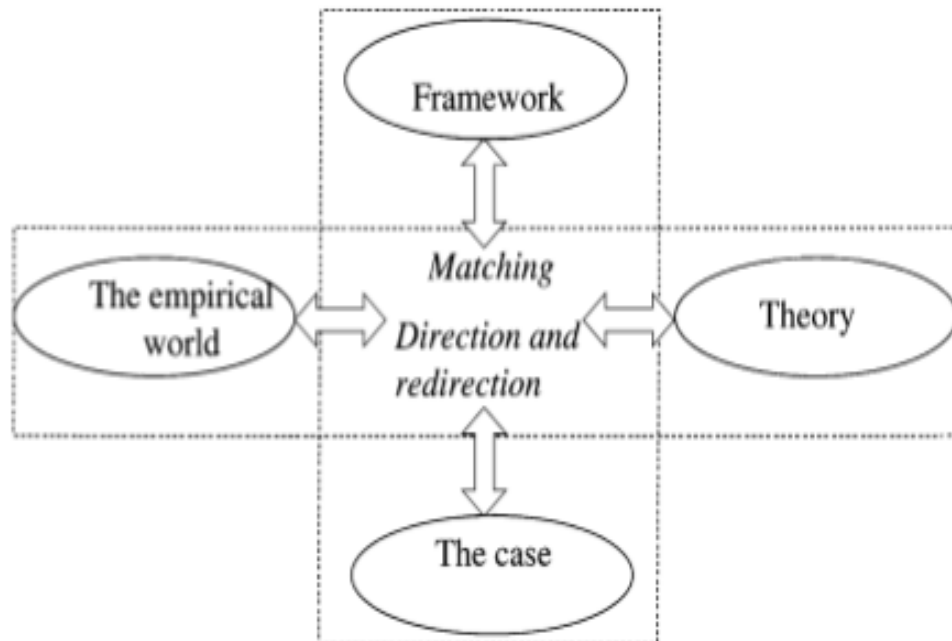 Framework
Matching
The empirical
world
Direction and
redirection
Theory
The case